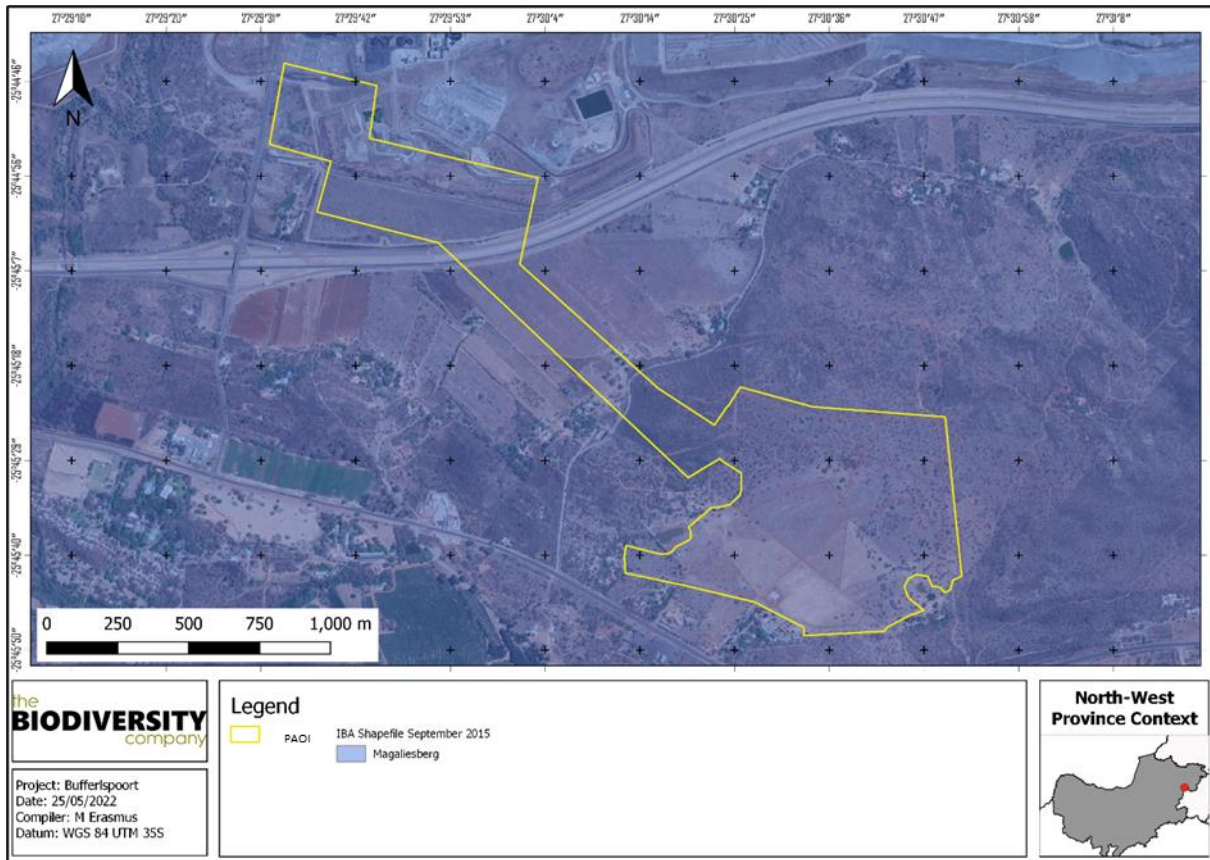 27°29'10" 27°29'20" 27°29'31" 27°29'42" 27°29'53" 27°30'4" 27°30'14" 27°30'25" 27°30'36" 27°30'47" 27°30'58" 27°31'8"
-25°44'46"
-25°44'56"
-25°45'7"
-25°45'18"
-25°45'29"
-25°45'40"
-25°45'50"
N
0 250 500 750 1,000 m
the
BIODIVERSITY
company
Project: Bufferlspoort
Date: 25/05/2022
Compiler: M Erasmus
Datum: WGS 84 UTM 35S
Legend
PAOI
IBA Shapefile September 2015
Magaliesberg
North-West
Province Context